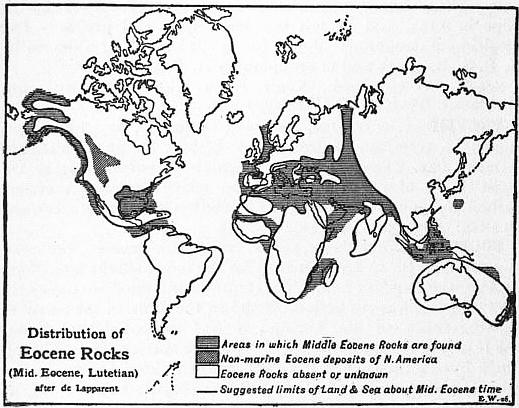 Distribution of
Eocene Rocks
(Mid. Eocene, Lutetian)
after de Lapparent
Areas in which Middle Eocene Rocks are found
Non-marine Eocene deposits of N. America
Eocene Rocks absent or unknown
Suggested limits of Land & Sea about Mid. Eocene time